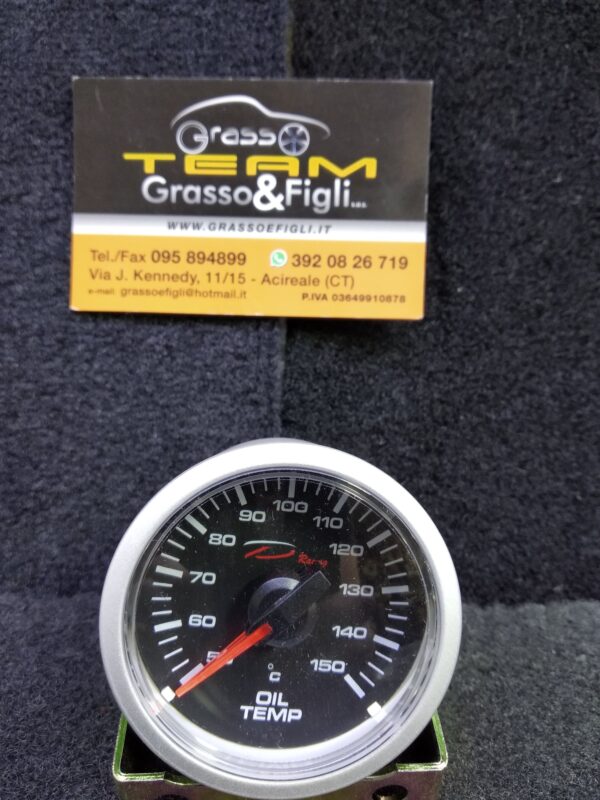 Grasso
TEAM
Grasso&Figli s.n.c.
WWW.GRASSOEFIGLI.IT
Tel./Fax 095 894899 392 08 26 719
Via J. Kennedy, 11/15 - Acireale (CT)
e-mail: grassoefigli@hotmail.it P.IVA 03649910878
100
90 110
80 120
D Racing
70 130
60 140
50 150
°C
OIL
TEMP